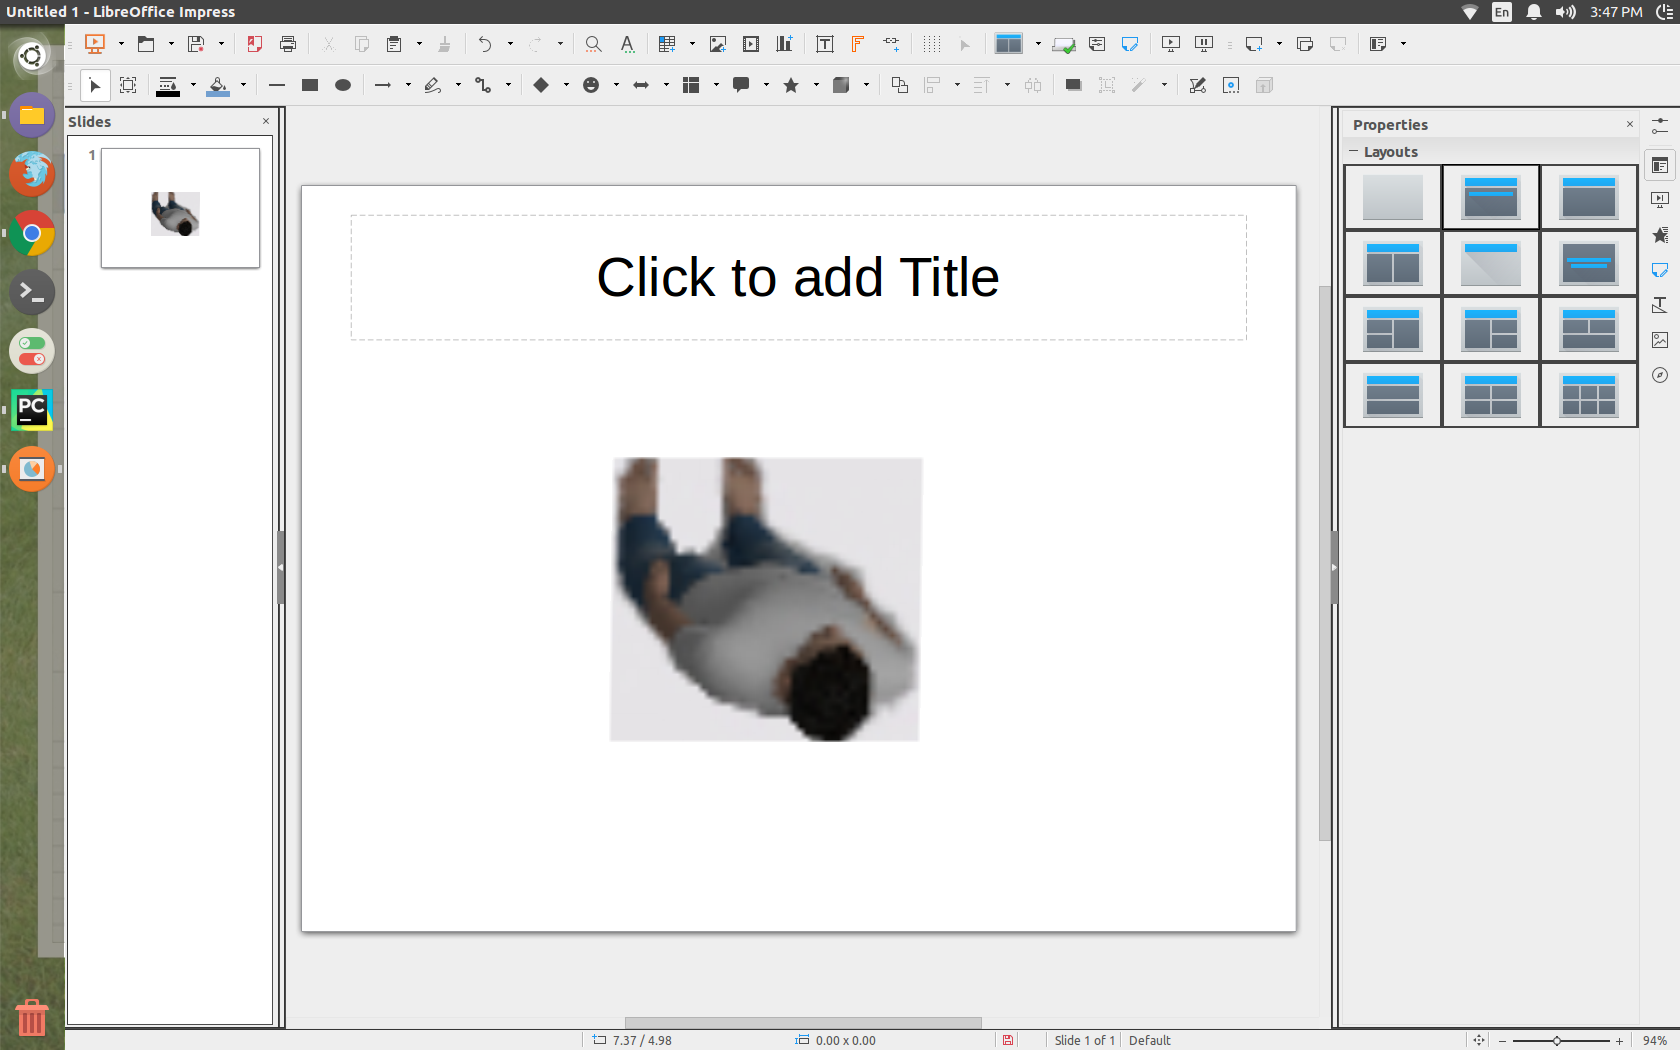 Untitled 1 - LibreOffice Impress
En
3:47 PM
Slides
1
Click to add Title
Properties
Layouts
PC
7.37 / 4.98
0.00 x 0.00
Slide 1 of 1
Default
94%